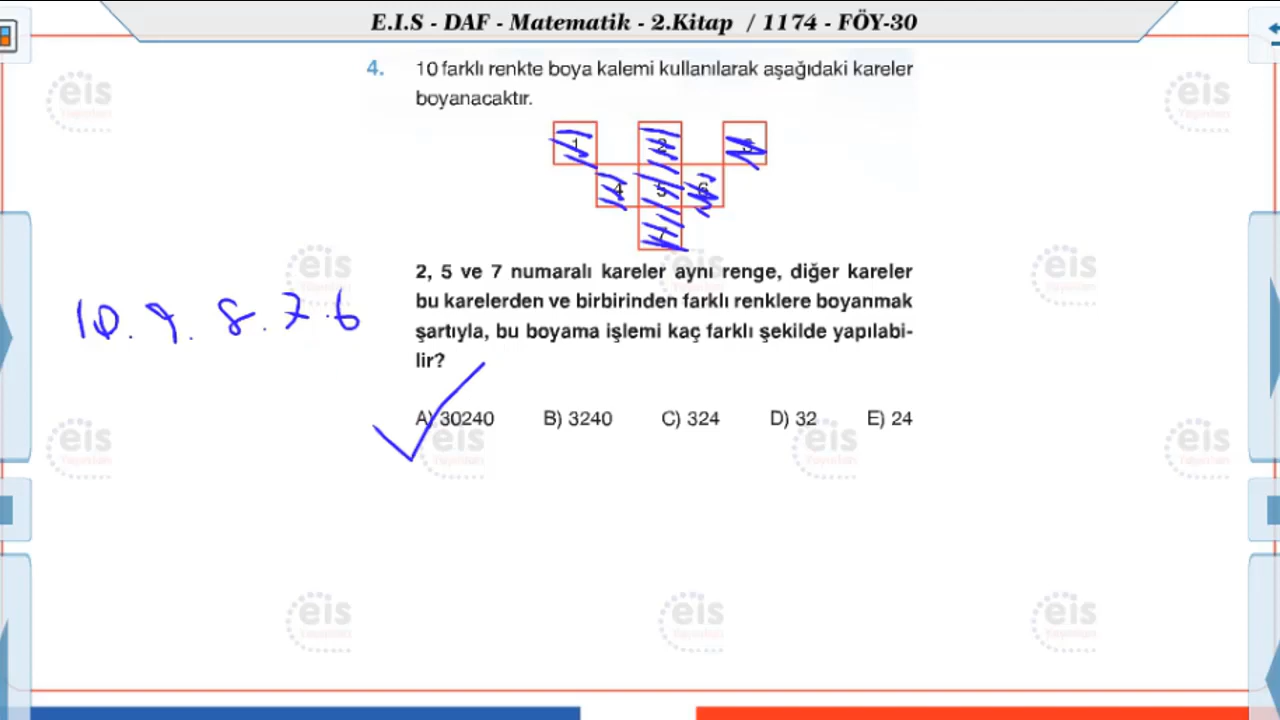 E.I.S - DAF - Matematik - 2.Kitap / 1174 - FÖY-30
4. 10 farklı renkte boya kalemi kullanılarak aşağıdaki kareler
boyanacaktır.
1 2 3
4 5 6
7
2, 5 ve 7 numaralı kareler aynı renge, diğer kareler
bu karelerden ve birbirinden farklı renklere boyanmak
şartıyla, bu boyama işlemi kaç farklı şekilde yapılabi-
lir?
10 . 9 . 8 . 7 . 6
A) 30240 B) 3240 C) 324 D) 32 E) 24
eis
Yayınları